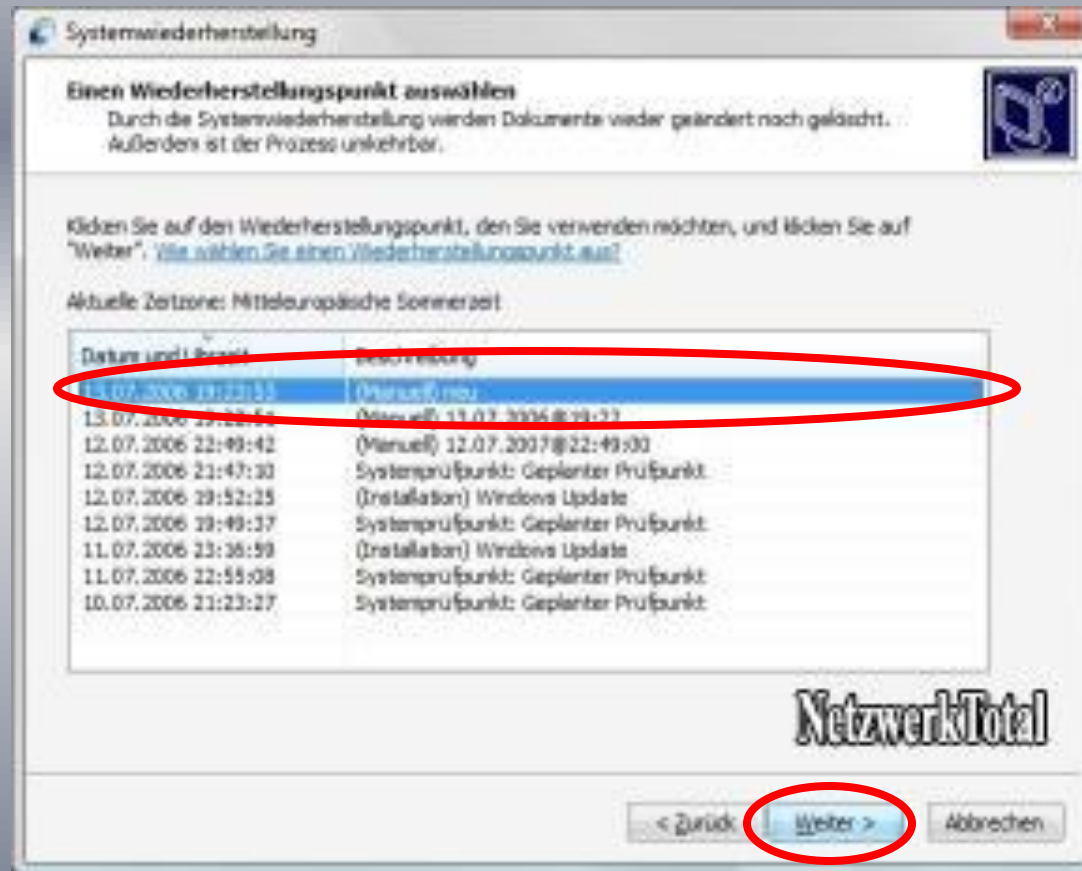 Systemwiederherstellung
Einen Wiederherstellungspunkt auswählen
Durch die Systemwiederherstellung werden Dokumente weder geändert noch gelöscht.
Außerdem ist der Prozess umkehrbar.
Klicken Sie auf den Wiederherstellungspunkt, den Sie verwenden möchten, und klicken Sie auf
"Weiter". Wie wählen Sie einen Wiederherstellungspunkt aus?
Aktuelle Zeitzone: Mitteleuropäische Sommerzeit
Datum und Uhrzeit Beschreibung
13.07.2006 (Manuell) neu
13.07.2006 (Manuell) 13.07.2006@19:22
12.07.2006 22:49:42 (Manuell) 12.07.2007@22:49:00
12.07.2006 21:47:10 Systemprüfpunkt: Geplanter Prüfpunkt
12.07.2006 19:52:25 (Installation) Windows Update
12.07.2006 19:49:37 Systemprüfpunkt: Geplanter Prüfpunkt
11.07.2006 23:16:59 (Installation) Windows Update
11.07.2006 22:55:08 Systemprüfpunkt: Geplanter Prüfpunkt
10.07.2006 21:23:27 Systemprüfpunkt: Geplanter Prüfpunkt
NetzwerkTotal
< Zurück Weiter > Abbrechen